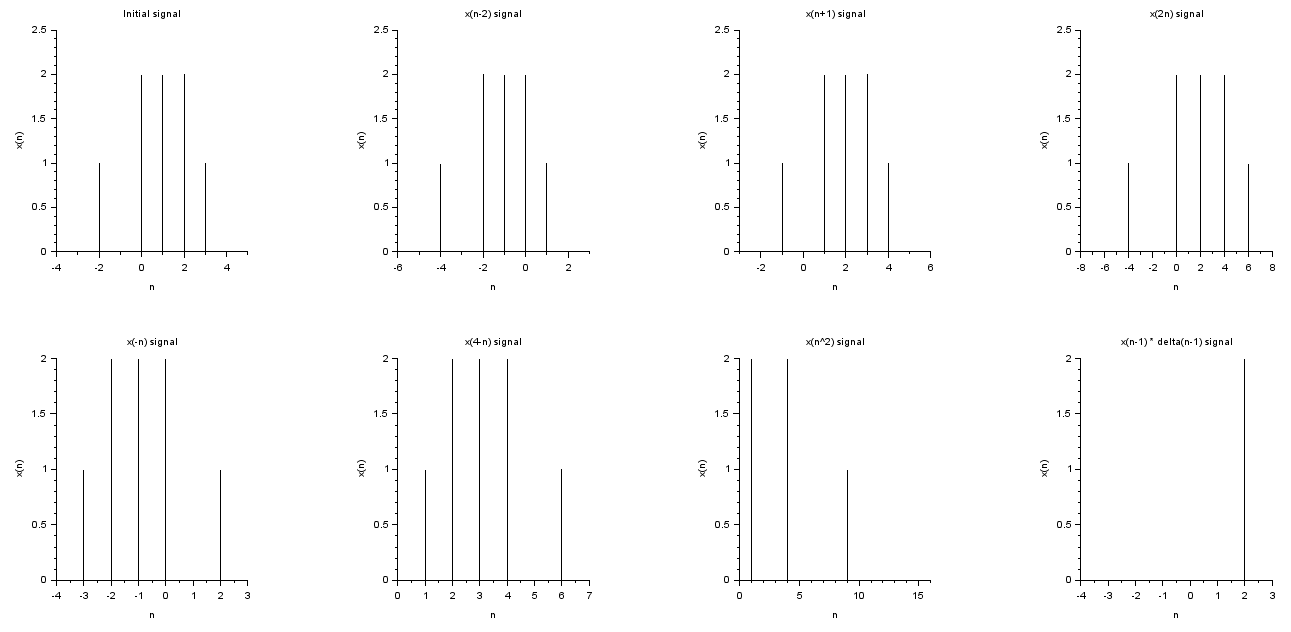 Initial signal
2.5
2
1.5
1
0.5
0
x(n)
-4 -2 0 2 4
n
x(n-2) signal
2.5
2
1.5
1
0.5
0
x(n)
-6 -4 -2 0 2
n
x(n+1) signal
2.5
2
1.5
1
0.5
0
x(n)
-2 0 2 4 6
n
x(2n) signal
2.5
2
1.5
1
0.5
0
x(n)
-8 -6 -4 -2 0 2 4 6 8
n
x(-n) signal
2
1.5
1
0.5
0
x(n)
-4 -3 -2 -1 0 1 2 3
n
x(4-n) signal
2
1.5
1
0.5
0
x(n)
0 1 2 3 4 5 6 7
n
x(n^2) signal
2
1.5
1
0.5
0
x(n)
0 5 10 15
n
x(n-1) * delta(n-1) signal
2
1.5
1
0.5
0
x(n)
-4 -3 -2 -1 0 1 2 3
n